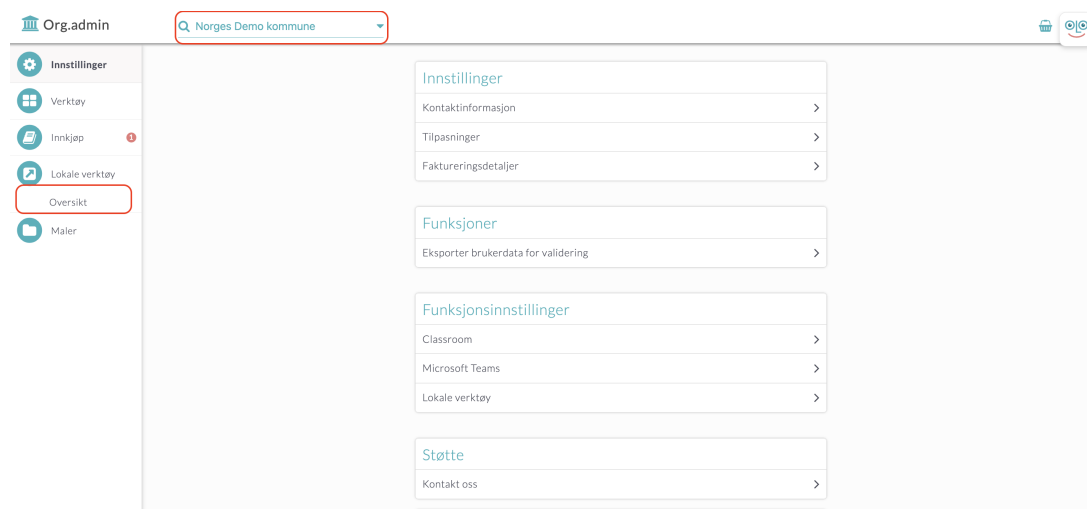 Org.admin
Norges Demo kommune
Innstillinger
Verktøy
Innkjøp 1
Lokale verktøy
Oversikt
Maler
Innstillinger
Kontaktinformasjon
Tilpasninger
Faktureringsdetaljer
Funksjoner
Eksporter brukerdata for validering
Funksjonsinnstillinger
Classroom
Microsoft Teams
Lokale verktøy
Støtte
Kontakt oss